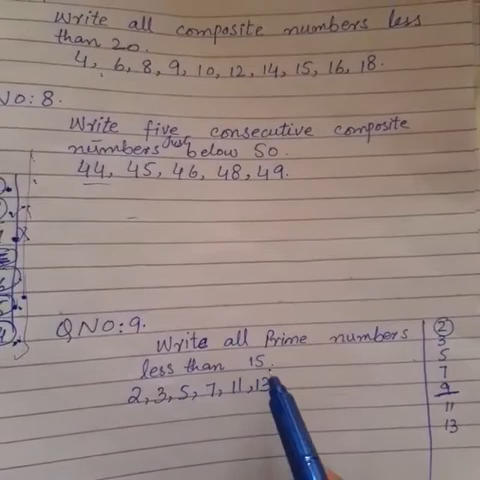 Write all composite numbers less
than 20.
4, 6, 8, 9, 10, 12, 14, 15, 16, 18.
NO: 8.
Write five consecutive composite
numbers Just below 50.
44, 45, 46, 48, 49.
Q NO: 9.
Write all Prime numbers
less than 15.
2, 3, 5, 7, 11, 13
2
3
5
7
9
11
13